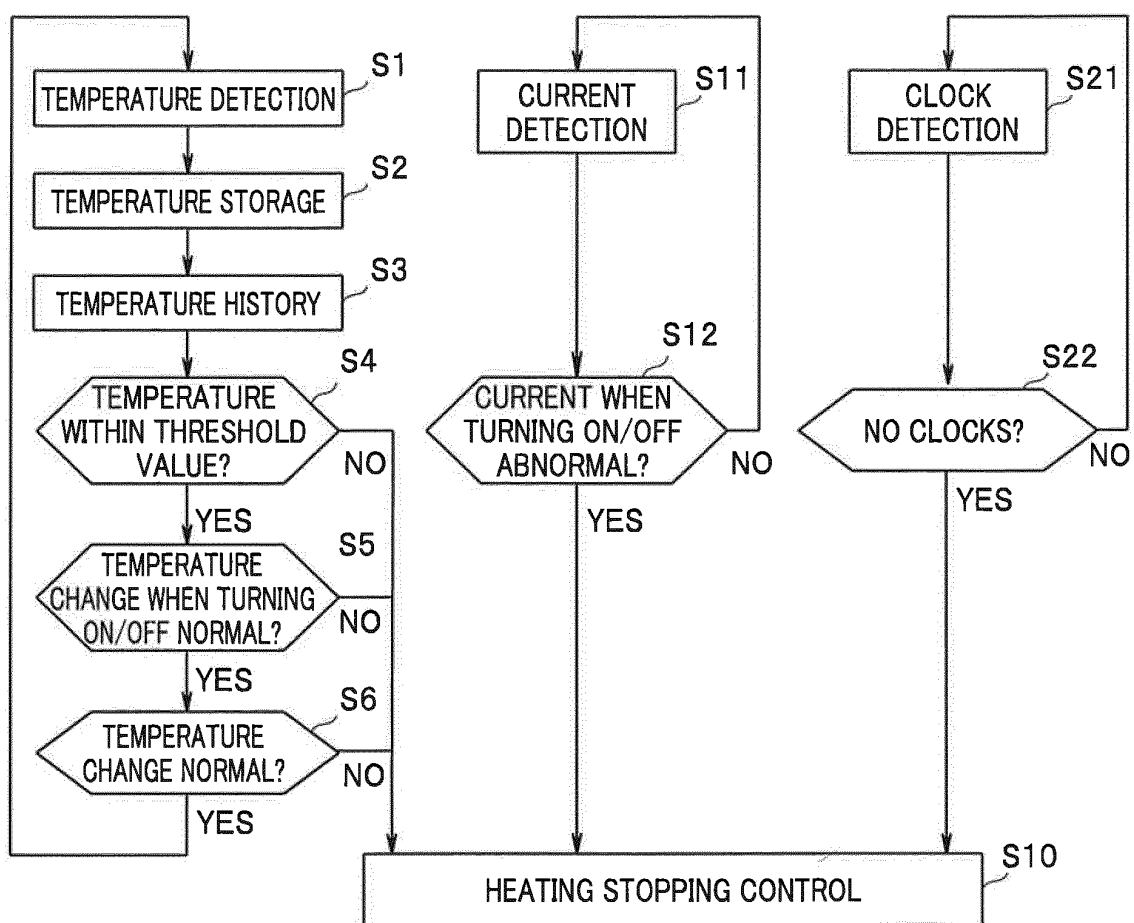 S1
TEMPERATURE DETECTION
S2
TEMPERATURE STORAGE
S3
TEMPERATURE HISTORY
S4
TEMPERATURE
WITHIN THRESHOLD
VALUE?
NO
YES
S5
TEMPERATURE
CHANGE WHEN TURNING
ON/OFF NORMAL?
NO
YES
S6
TEMPERATURE
CHANGE NORMAL?
NO
YES
S11
CURRENT
DETECTION
S12
CURRENT WHEN
TURNING ON/OFF
ABNORMAL?
NO
YES
S21
CLOCK
DETECTION
S22
NO CLOCKS?
NO
YES
S10
HEATING STOPPING CONTROL